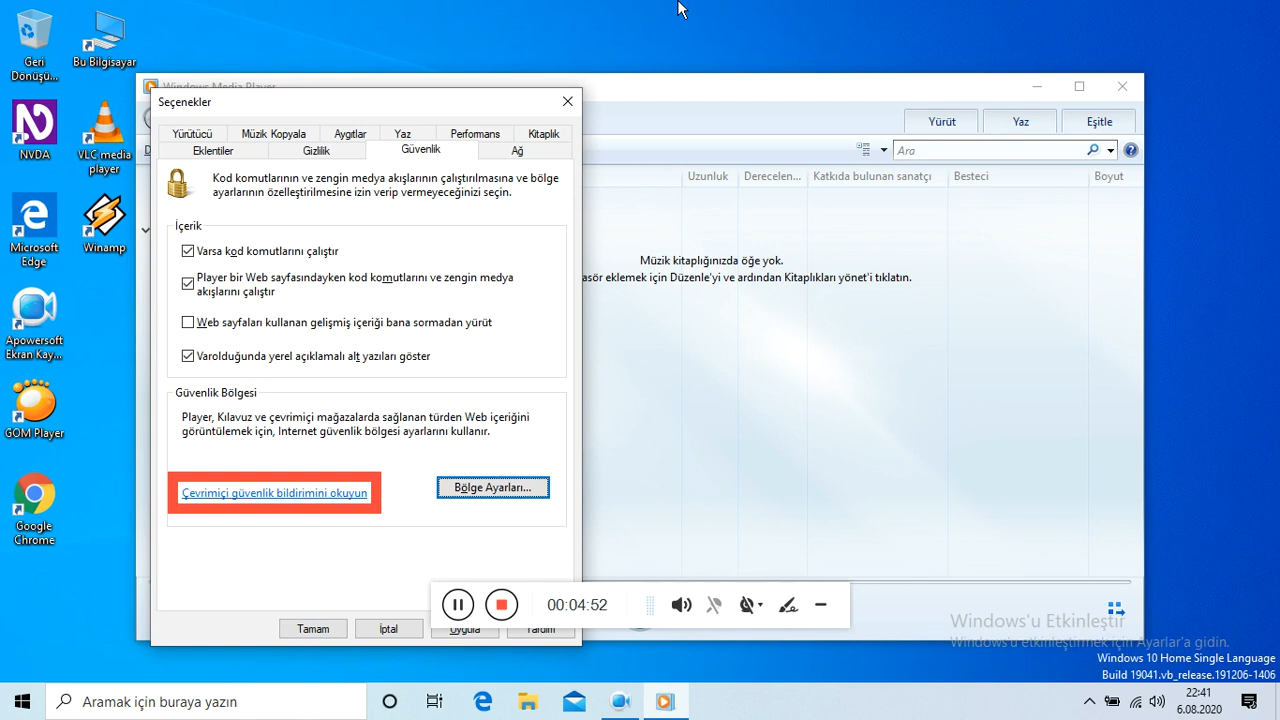 Geri
Dönüşü...
Bu Bilgisayar
NVDA
VLC media
player
Microsoft
Edge
Winamp
Apowersoft
Ekran Kay...
GOM Player
Google
Chrome
Windows Media Player
Seçenekler
Yürütücü
Müzik Kopyala
Aygıtlar
Yaz
Performans
Kitaplık
Eklentiler
Gizlilik
Güvenlik
Ağ
Kod komutlarının ve zengin medya akışlarının çalıştırılmasına ve bölge
ayarlarının özelleştirilmesine izin verip vermeyeceğinizi seçin.
İçerik
Varsa kod komutlarını çalıştır
Player bir Web sayfasındayken kod komutlarını ve zengin medya
akışlarını çalıştır
Web sayfaları kullanan gelişmiş içeriği bana sormadan yürüt
Varolduğunda yerel açıklamalı alt yazıları göster
Güvenlik Bölgesi
Player, Kılavuz ve çevrimiçi mağazalarda sağlanan türden Web içeriğini
görüntülemek için, Internet güvenlik bölgesi ayarlarını kullanır.
Çevrimiçi güvenlik bildirimini okuyun
Bölge Ayarları...
Tamam
İptal
Uygula
Yardım
Yürüt
Yaz
Eşitle
Ara
Uzunluk
Derecelen...
Katkıda bulunan sanatçı
Besteci
Boyut
Müzik kitaplığınızda öğe yok.
asör eklemek için Düzenle'yi ve ardından Kitaplıkları yönet'i tıklatın.
00:04:52
Windows'u Etkinleştir
Windows'u etkinleştirmek için Ayarlar'a gidin.
Windows 10 Home Single Language
Build 19041.vb_release.191206-1406
Aramak için buraya yazın
22:41
6.08.2020